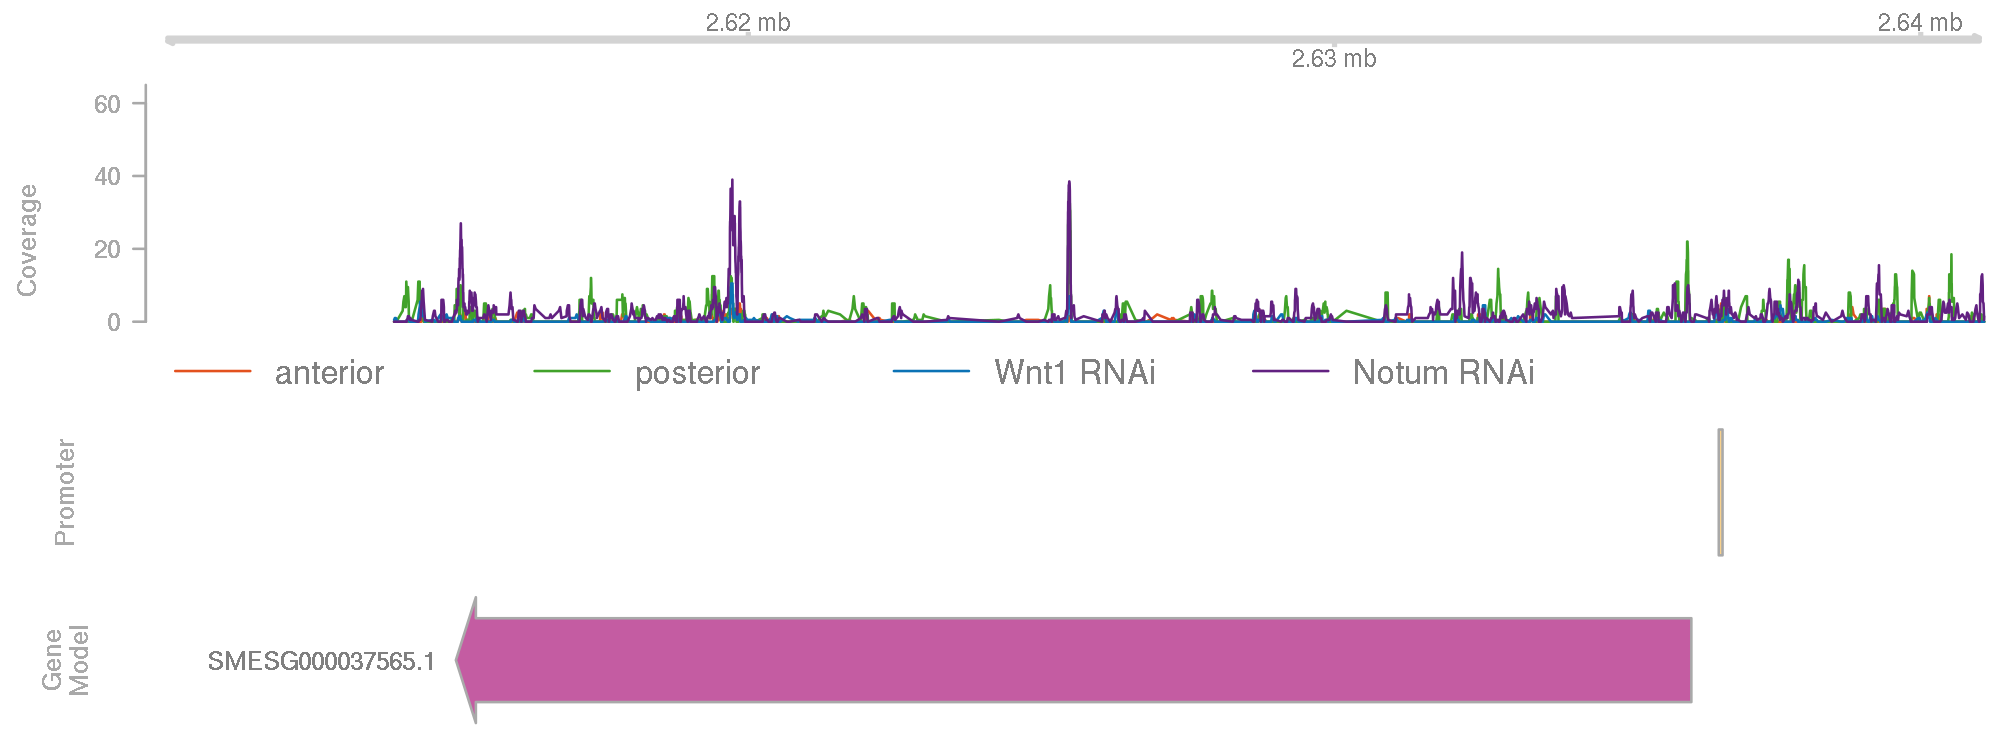 2.62 mb
2.64 mb
2.63 mb
Coverage
60
40
20
0
anterior
posterior
Wnt1 RNAi
Notum RNAi
Promoter
Gene
Model
SMESG000037565.1